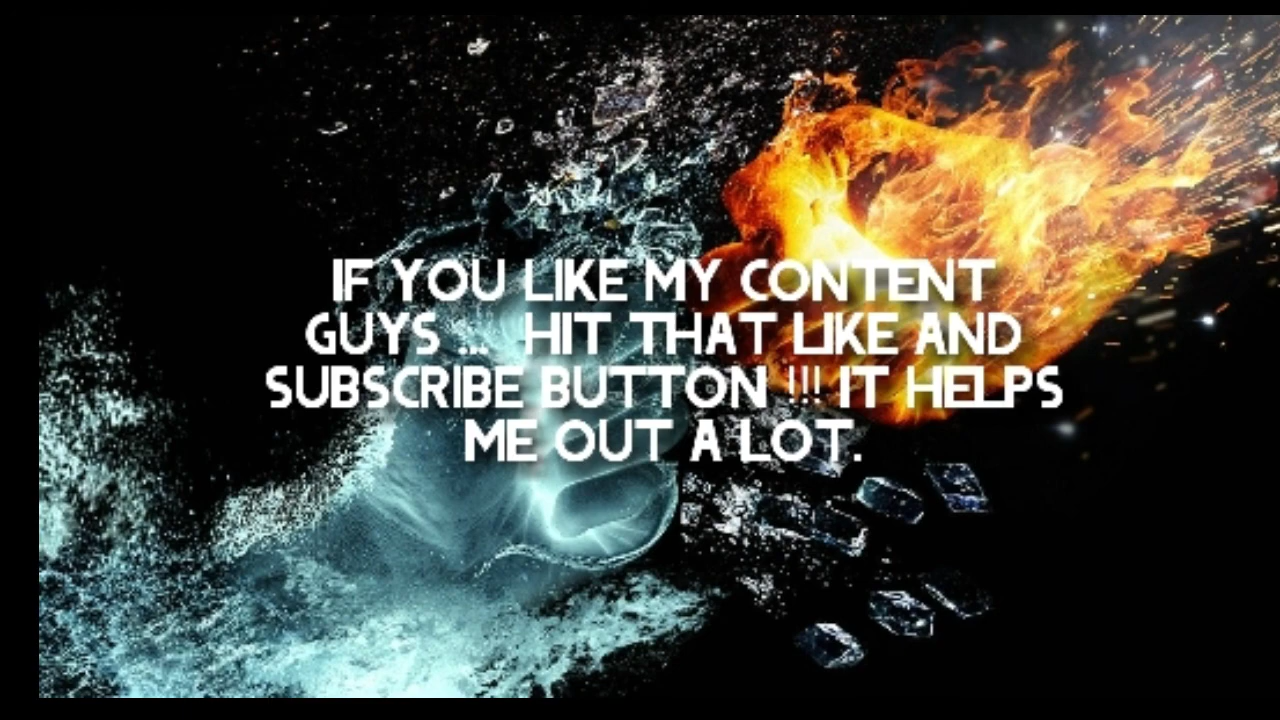 IF YOU LIKE MY CONTENT
GUYS ... HIT THAT LIKE AND
SUBSCRIBE BUTTON !!! IT HELPS
ME OUT A LOT.